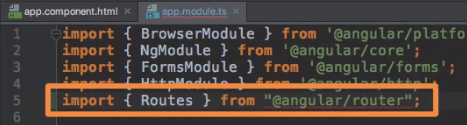 app.component.html × app.module.ts ×
1 import { BrowserModule } from '@angular/platfo
2 import { NgModule } from '@angular/core';
3 import { FormsModule } from '@angular/forms';
4 import { HttpModule } from '@angular/http';
5 import { Routes } from "@angular/router";
6